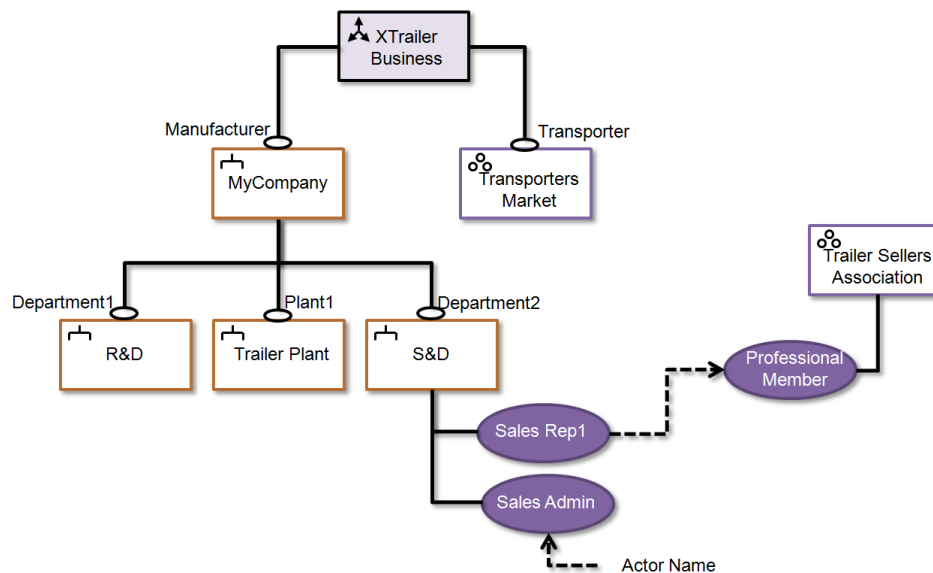 XTrailer
Business
Manufacturer
Transporter
MyCompany
Transporters
Market
Trailer Sellers
Association
Department1
Plant1
Department2
R&D
Trailer Plant
S&D
Professional
Member
Sales Rep1
Sales Admin
Actor Name